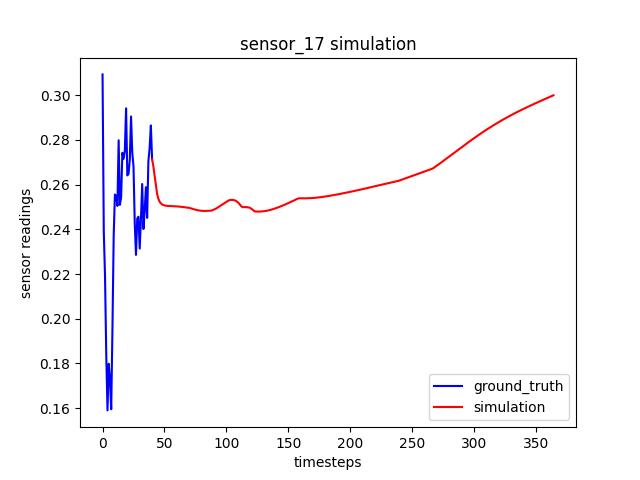 sensor_17 simulation
sensor readings
0.30
0.28
0.26
0.24
0.22
0.20
0.18
0.16
0 50 100 150 200 250 300 350
timesteps
ground_truth
simulation